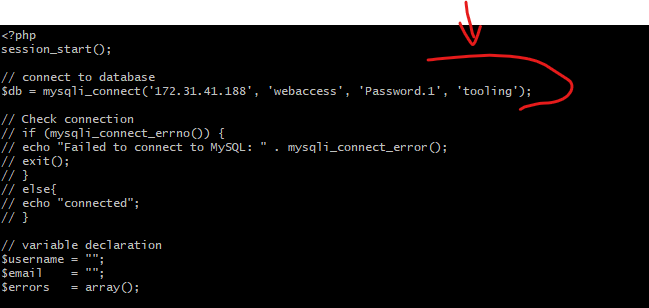 <?php
session_start();
// connect to database
$db = mysqli_connect('172.31.41.188', 'webaccess', 'Password.1', 'tooling');
// Check connection
// if (mysqli_connect_errno()) {
// echo "Failed to connect to MySQL: " . mysqli_connect_error();
// exit();
// }
// else{
// echo "connected";
// }
// variable declaration
$username = "";
$email    = "";
$errors   = array();